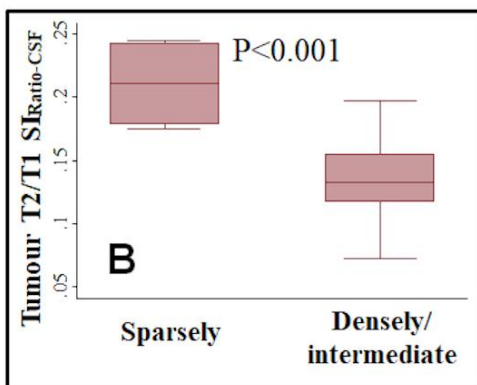 Tumour T2/T1 SIRatio-CSF
.25
.2
.15
.1
.05
P<0.001
B
Sparsely
Densely/
intermediate